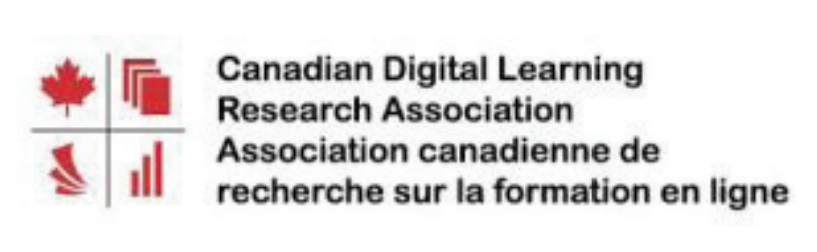 Canadian Digital Learning
Research Association
Association canadienne de
recherche sur la formation en ligne